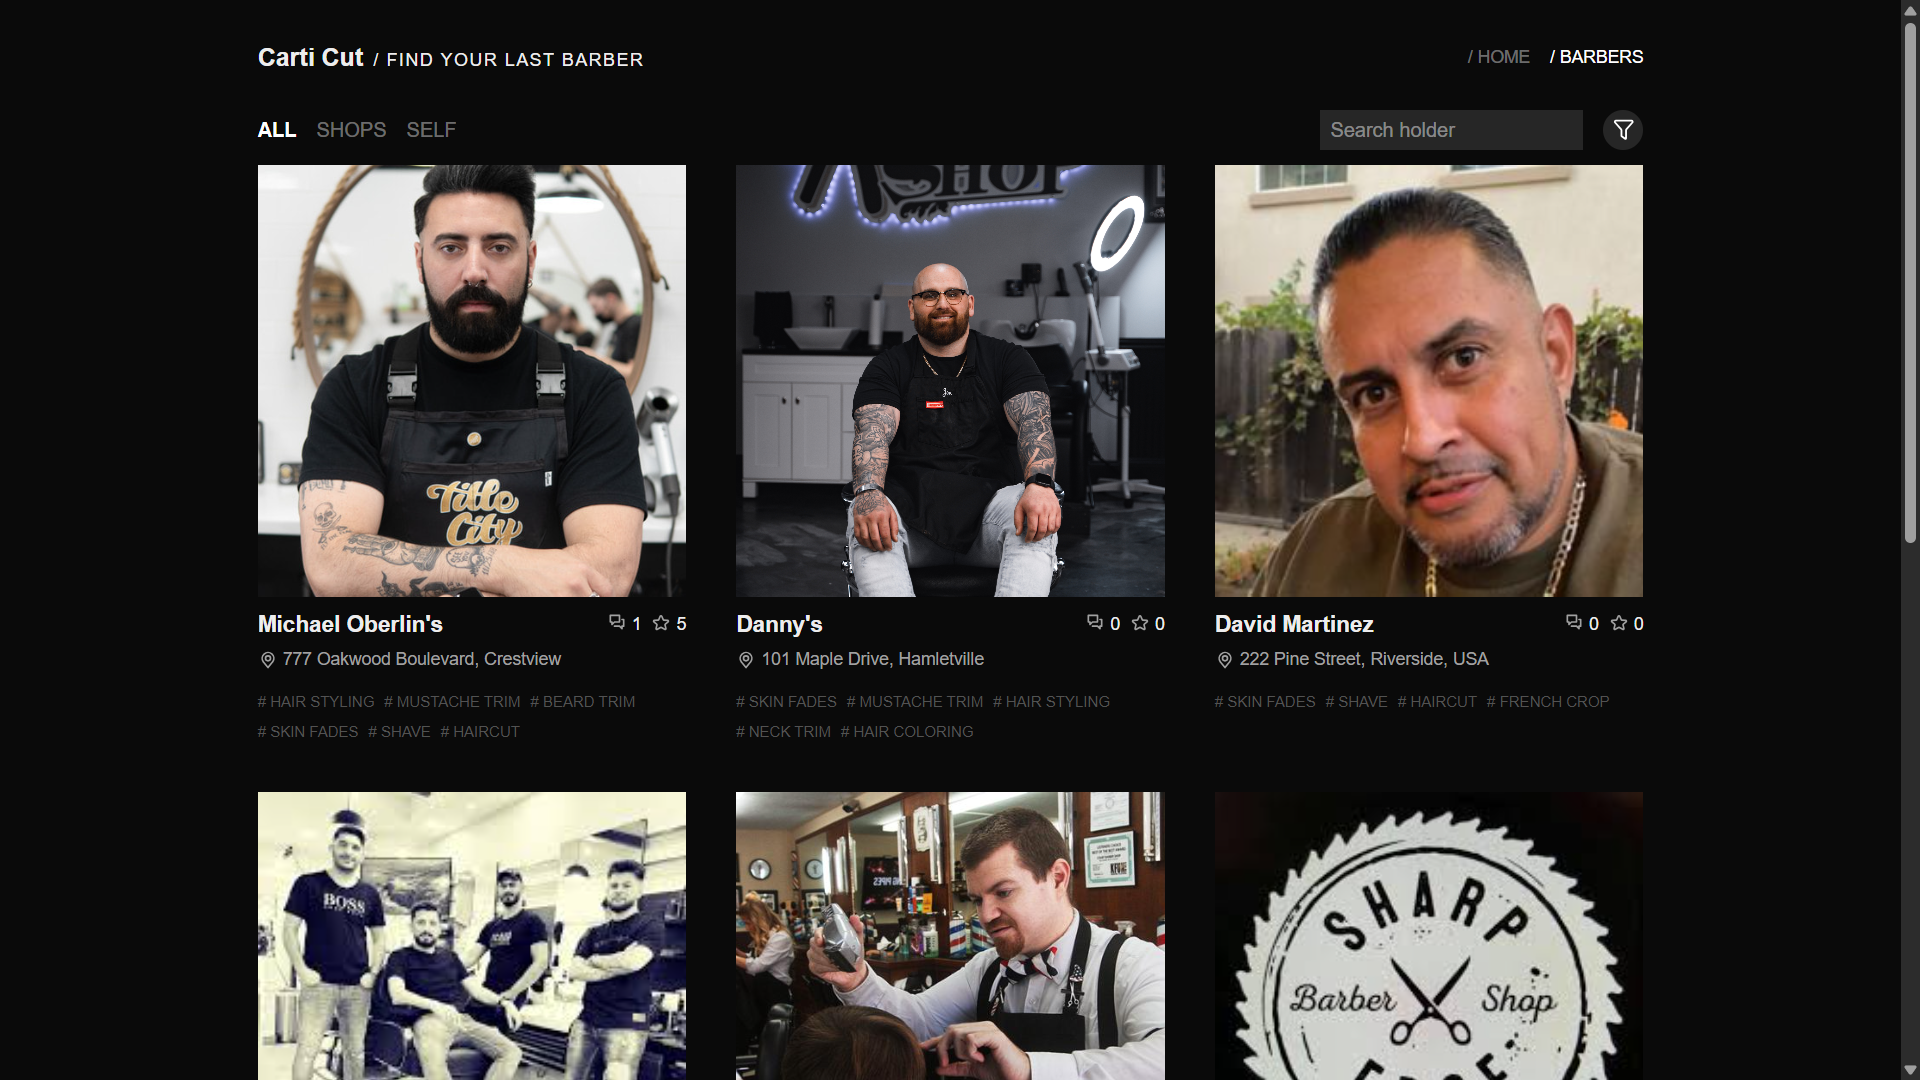 Carti Cut / FIND YOUR LAST BARBER
/ HOME / BARBERS
ALL SHOPS SELF
Search holder
SHOP
Title
City
Michael Oberlin's 1 5
777 Oakwood Boulevard, Crestview
# HAIR STYLING # MUSTACHE TRIM # BEARD TRIM
# SKIN FADES # SHAVE # HAIRCUT
Danny's 0 0
101 Maple Drive, Hamletville
# SKIN FADES # MUSTACHE TRIM # HAIR STYLING
# NECK TRIM # HAIR COLORING
David Martinez 0 0
222 Pine Street, Riverside, USA
# SKIN FADES # SHAVE # HAIRCUT # FRENCH CROP
BOSS
SHARP
Barber Shop
EDGE